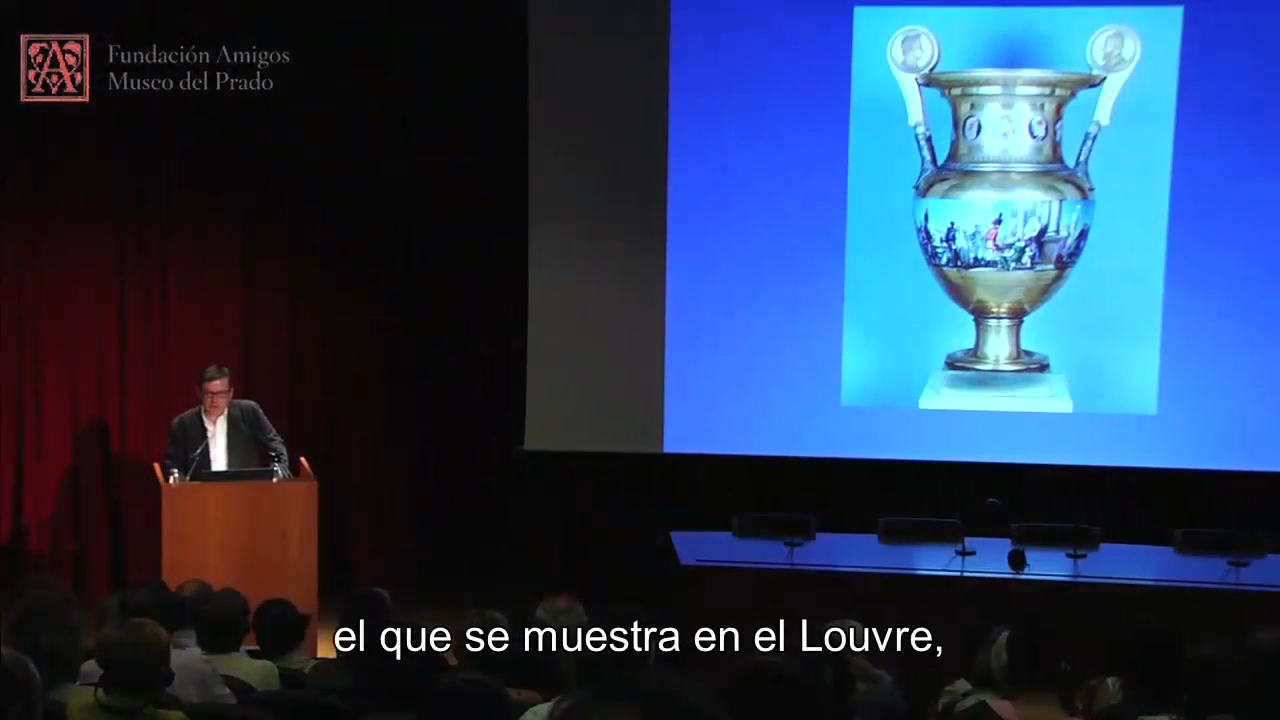 Fundación Amigos
Museo del Prado
el que se muestra en el Louvre,